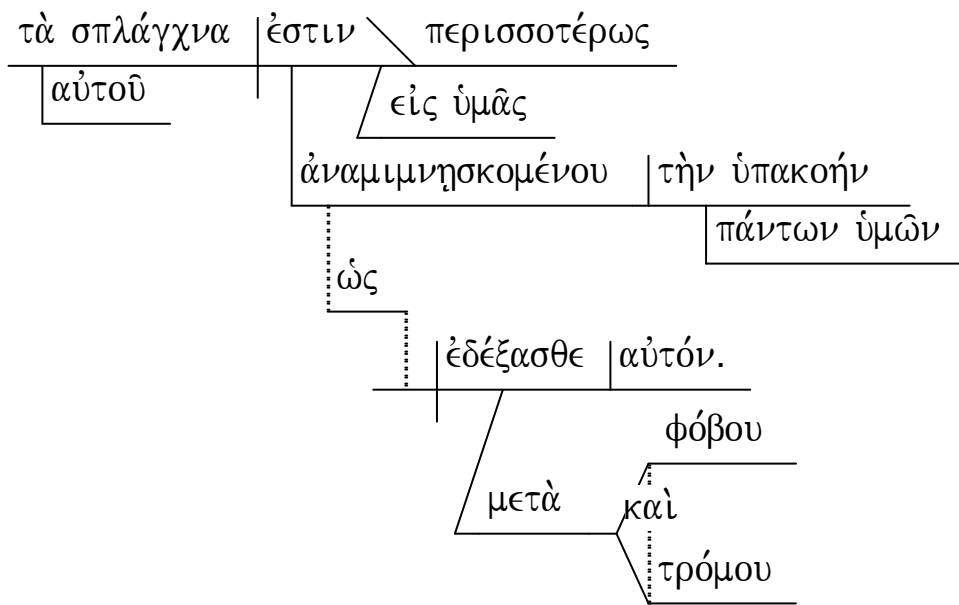 τὰ σπλάγχνα ἐστιν περισσοτέρως
αὐτοῦ
εἰς ὑμᾶς
ἀναμιμνῃσκομένου τὴν ὑπακοήν
πάντων ὑμῶν
ὡς
ἐδέξασθε αὐτόν.
φόβου
μετὰ καὶ
τρόμου